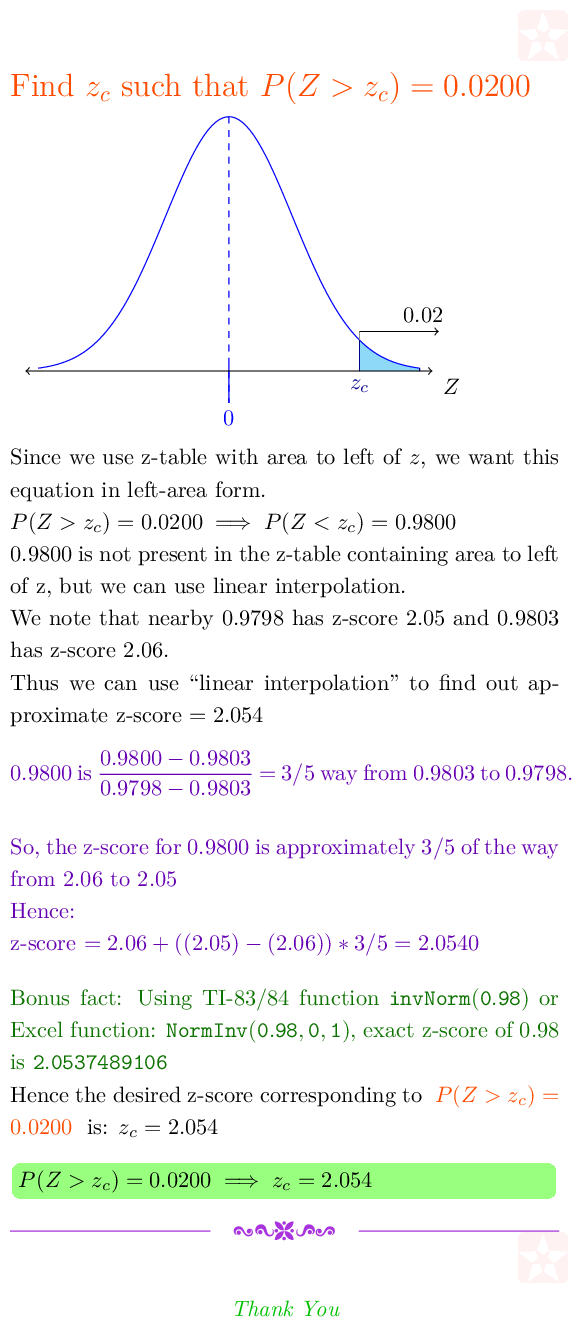 Find z_c such that P(Z > z_c) = 0.0200
0.02
z_c
Z
0
Since we use z-table with area to left of z, we want this
equation in left-area form.
P(Z > z_c) = 0.0200 ⟹ P(Z < z_c) = 0.9800
0.9800 is not present in the z-table containing area to left
of z, but we can use linear interpolation.
We note that nearby 0.9798 has z-score 2.05 and 0.9803
has z-score 2.06.
Thus we can use “linear interpolation” to find out ap-
proximate z-score = 2.054
0.9800 is (0.9800 − 0.9803)/(0.9798 − 0.9803) = 3/5 way from 0.9803 to 0.9798.
So, the z-score for 0.9800 is approximately 3/5 of the way
from 2.06 to 2.05
Hence:
z-score = 2.06 + ((2.05) − (2.06)) ∗ 3/5 = 2.0540
Bonus fact: Using TI-83/84 function invNorm(0.98) or
Excel function: NormInv(0.98, 0, 1), exact z-score of 0.98
is 2.0537489106
Hence the desired z-score corresponding to P(Z > z_c) =
0.0200 is: z_c = 2.054
P(Z > z_c) = 0.0200 ⟹ z_c = 2.054
Thank You